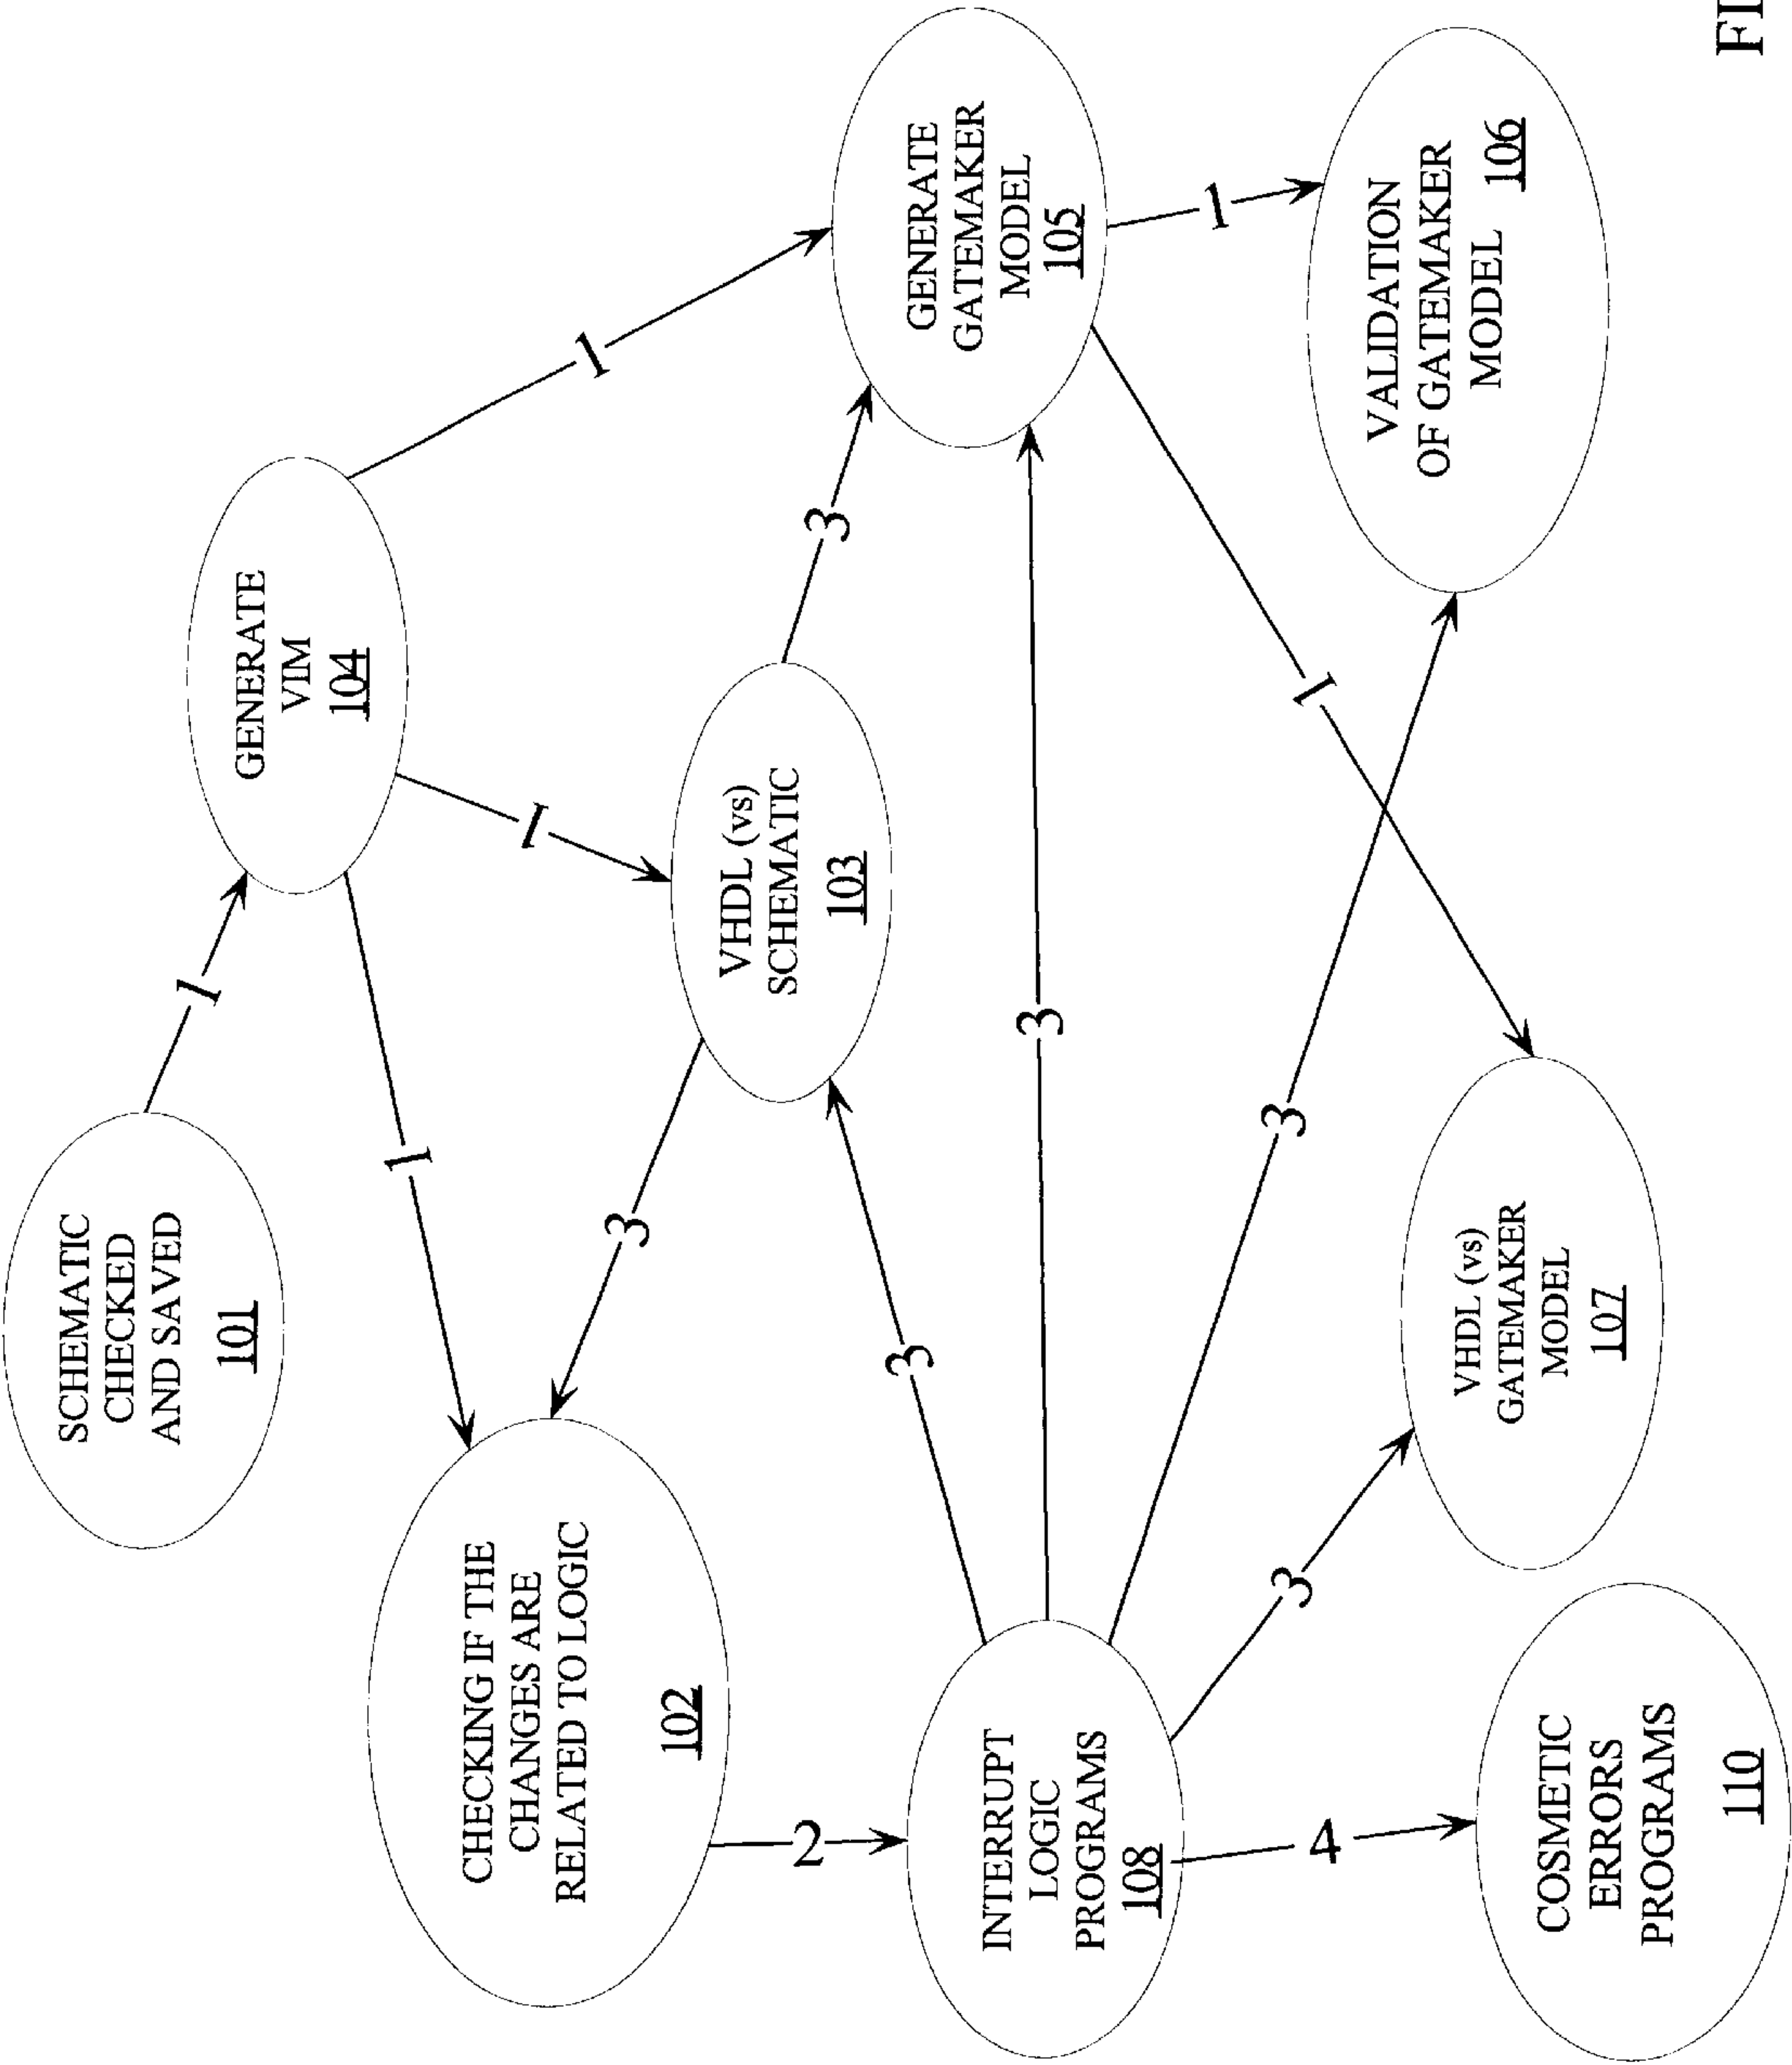 SCHEMATIC
CHECKED
AND SAVED
101
1
GENERATE
VIM
104
1
1
1
CHECKING IF THE
CHANGES ARE
RELATED TO LOGIC
102
3
VHDL (vs)
SCHEMATIC
103
3
GENERATE
GATEMAKER
MODEL
105
2
3
3
INTERRUPT
LOGIC
PROGRAMS
108
1
1
3
3
4
VALIDATION
OF GATEMAKER
MODEL
106
VHDL (vs)
GATEMAKER
MODEL
107
COSMETIC
ERRORS
PROGRAMS
110
FI